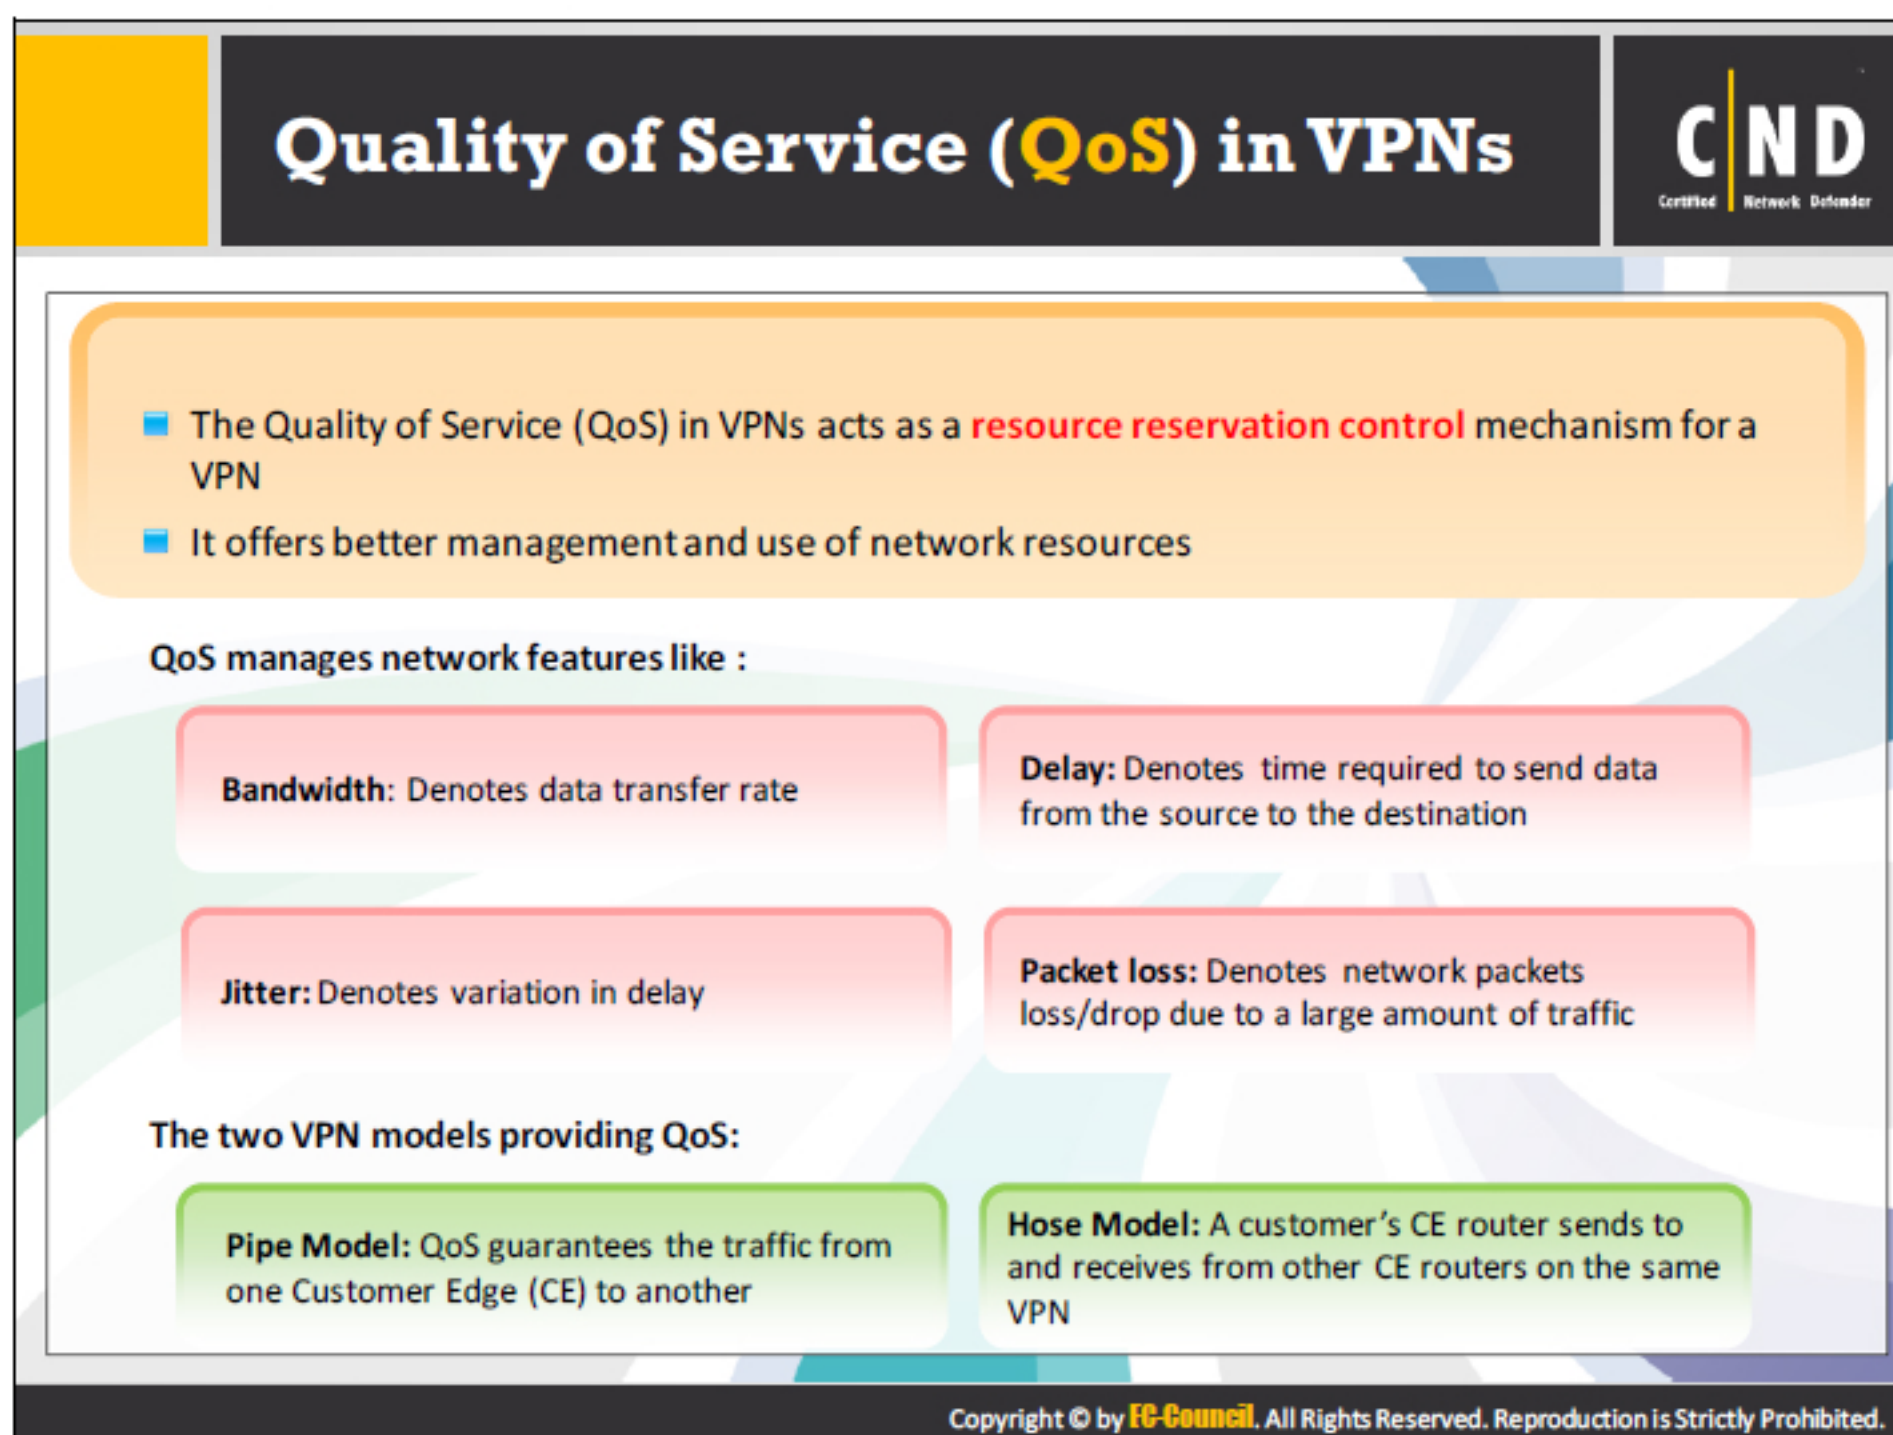 Quality of Service (QoS) in VPNs
C|ND
Certified Network Defender
The Quality of Service (QoS) in VPNs acts as a resource reservation control mechanism for a
VPN
It offers better management and use of network resources
QoS manages network features like :
Bandwidth: Denotes data transfer rate
Delay: Denotes time required to send data
from the source to the destination
Jitter: Denotes variation in delay
Packet loss: Denotes network packets
loss/drop due to a large amount of traffic
The two VPN models providing QoS:
Pipe Model: QoS guarantees the traffic from
one Customer Edge (CE) to another
Hose Model: A customer’s CE router sends to
and receives from other CE routers on the same
VPN
Copyright © by EC-Council. All Rights Reserved. Reproduction is Strictly Prohibited.